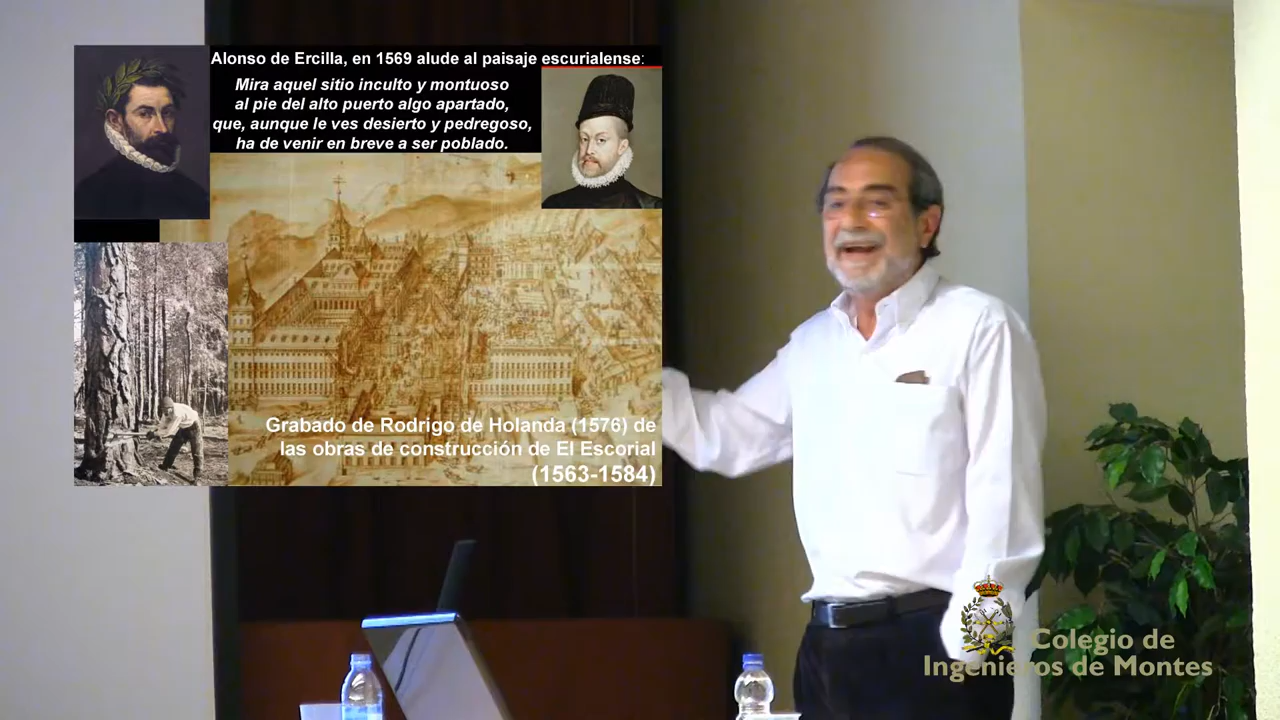 Alonso de Ercilla, en 1569 alude al paisaje escurialense:
Mira aquel sitio inculto y montuoso
al pie del alto puerto algo apartado,
que, aunque le ves desierto y pedregoso,
ha de venir en breve a ser poblado.
Grabado de Rodrigo de Holanda (1576) de
las obras de construcción de El Escorial
(1563-1584)
Colegio de
Ingenieros de Montes